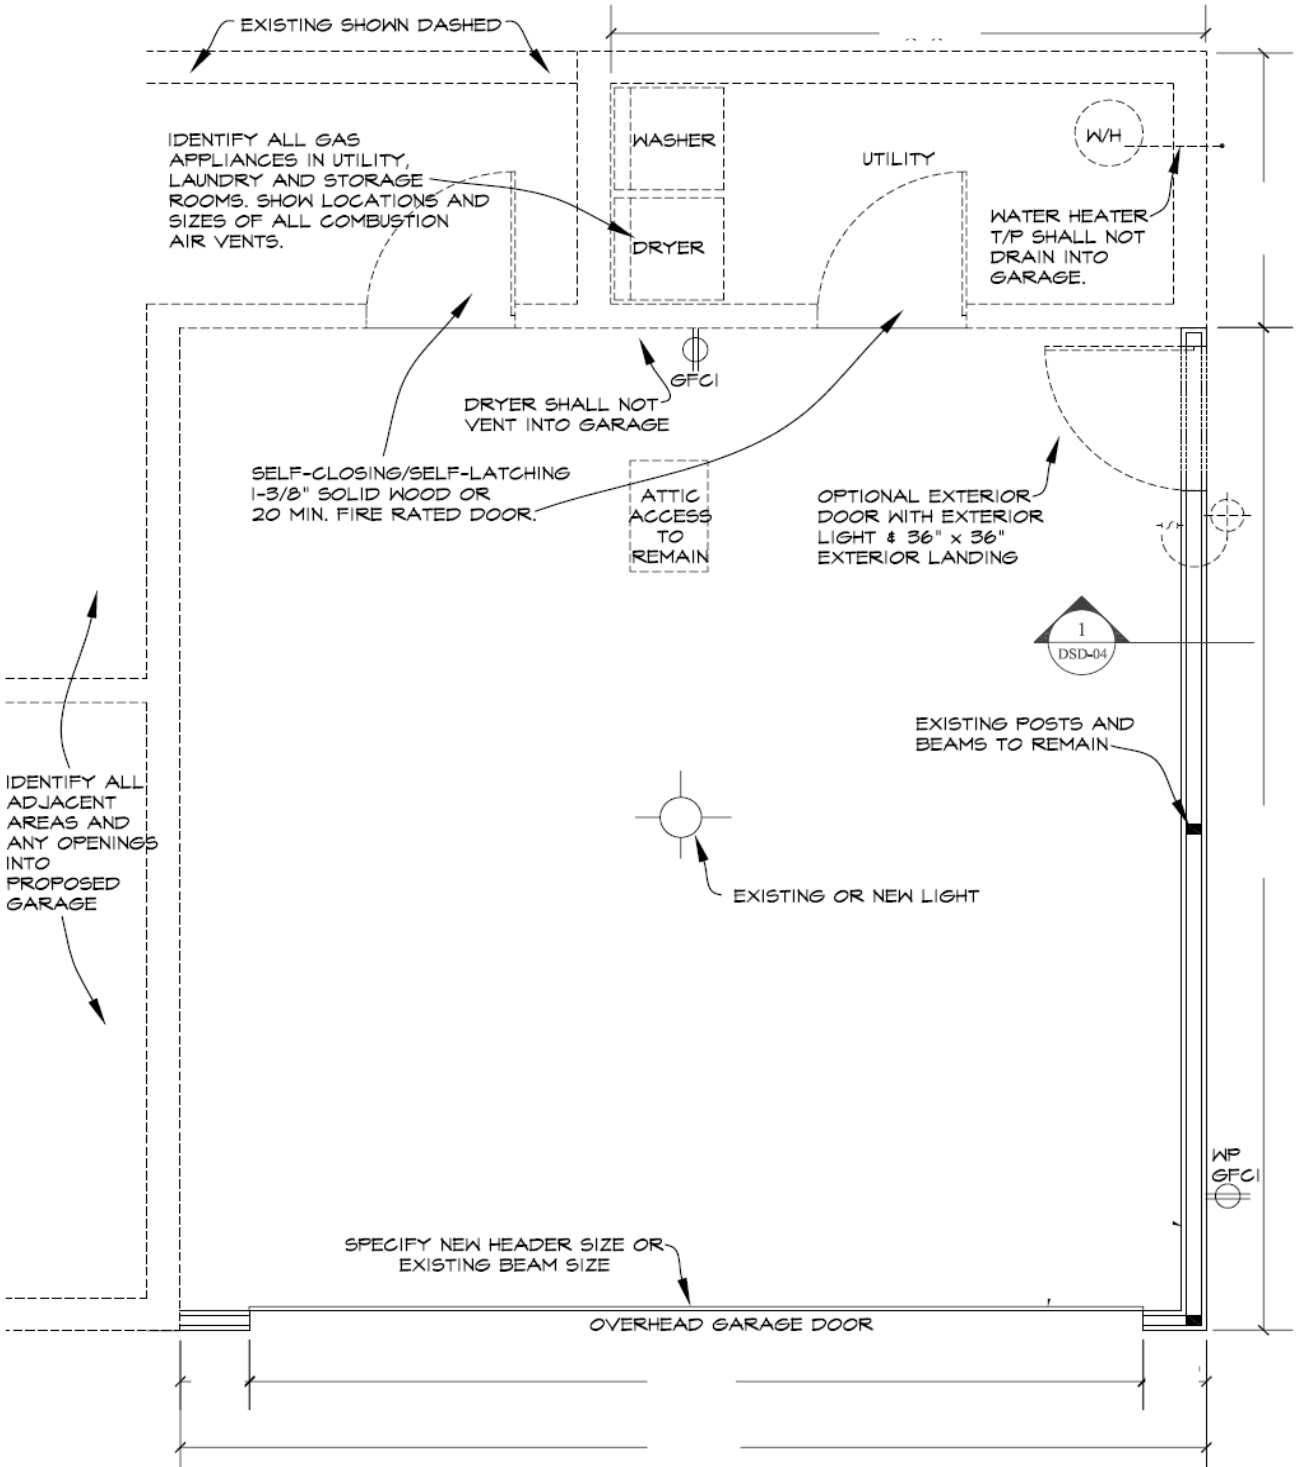 EXISTING SHOWN DASHED
IDENTIFY ALL GAS
APPLIANCES IN UTILITY,
LAUNDRY AND STORAGE
ROOMS. SHOW LOCATIONS AND
SIZES OF ALL COMBUSTION
AIR VENTS.
WASHER
DRYER
UTILITY
W/H
WATER HEATER
T/P SHALL NOT
DRAIN INTO
GARAGE.
GFCI
DRYER SHALL NOT
VENT INTO GARAGE
SELF-CLOSING/SELF-LATCHING
1-3/8" SOLID WOOD OR
20 MIN. FIRE RATED DOOR.
ATTIC
ACCESS
TO
REMAIN
OPTIONAL EXTERIOR
DOOR WITH EXTERIOR
LIGHT & 36" x 36"
EXTERIOR LANDING
S
1
DSD-04
EXISTING POSTS AND
BEAMS TO REMAIN
IDENTIFY ALL
ADJACENT
AREAS AND
ANY OPENINGS
INTO
PROPOSED
GARAGE
EXISTING OR NEW LIGHT
WP
GFCI
SPECIFY NEW HEADER SIZE OR
EXISTING BEAM SIZE
OVERHEAD GARAGE DOOR